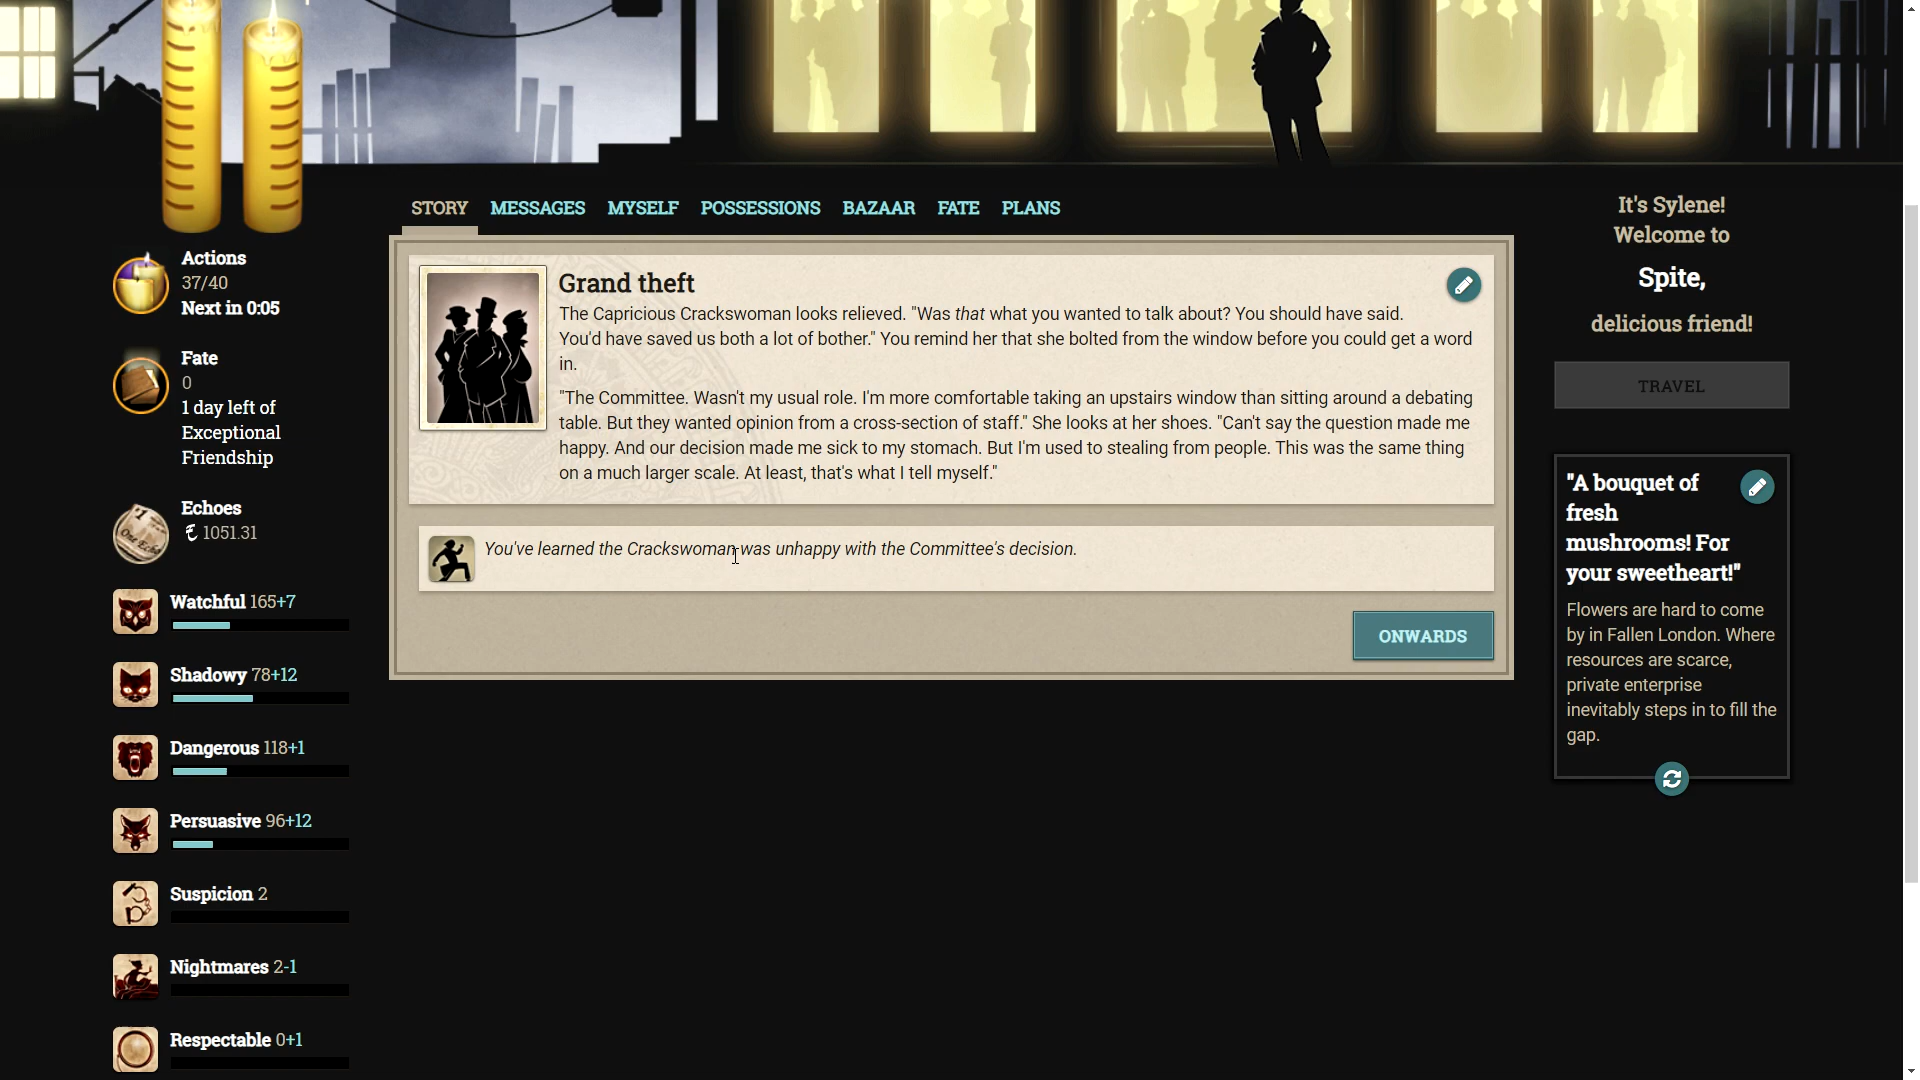 STORY MESSAGES MYSELF POSSESSIONS BAZAAR FATE PLANS
Actions
37/40
Next in 0:05
Fate
0
1 day left of
Exceptional
Friendship
Echoes
1051.31
Watchful 165+7
Shadowy 78+12
Dangerous 118+1
Persuasive 96+12
Suspicion 2
Nightmares 2-1
Respectable 0+1
Grand theft
The Capricious Crackswoman looks relieved. "Was that what you wanted to talk about? You should have said.
You'd have saved us both a lot of bother." You remind her that she bolted from the window before you could get a word
in.
"The Committee. Wasn't my usual role. I'm more comfortable taking an upstairs window than sitting around a debating
table. But they wanted opinion from a cross-section of staff." She looks at her shoes. "Can't say the question made me
happy. And our decision made me sick to my stomach. But I'm used to stealing from people. This was the same thing
on a much larger scale. At least, that's what I tell myself."
You've learned the Crackswoman was unhappy with the Committee's decision.
ONWARDS
It's Sylene!
Welcome to
Spite,
delicious friend!
TRAVEL
"A bouquet of
fresh
mushrooms! For
your sweetheart!"
Flowers are hard to come
by in Fallen London. Where
resources are scarce,
private enterprise
inevitably steps in to fill the
gap.